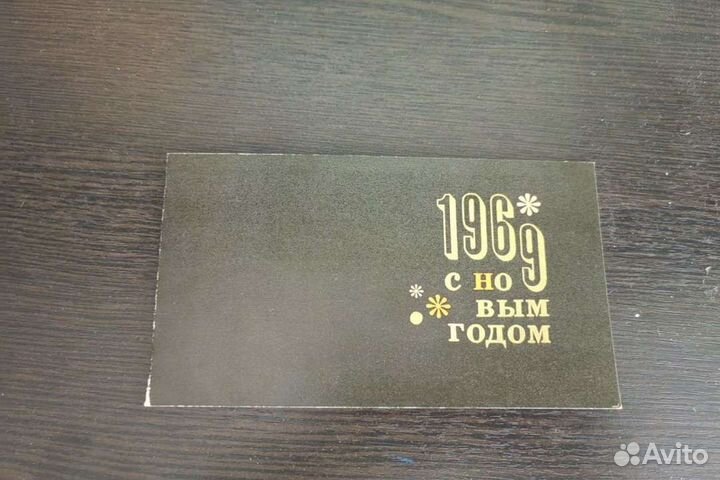 1969
с но
вым
годом
Avito